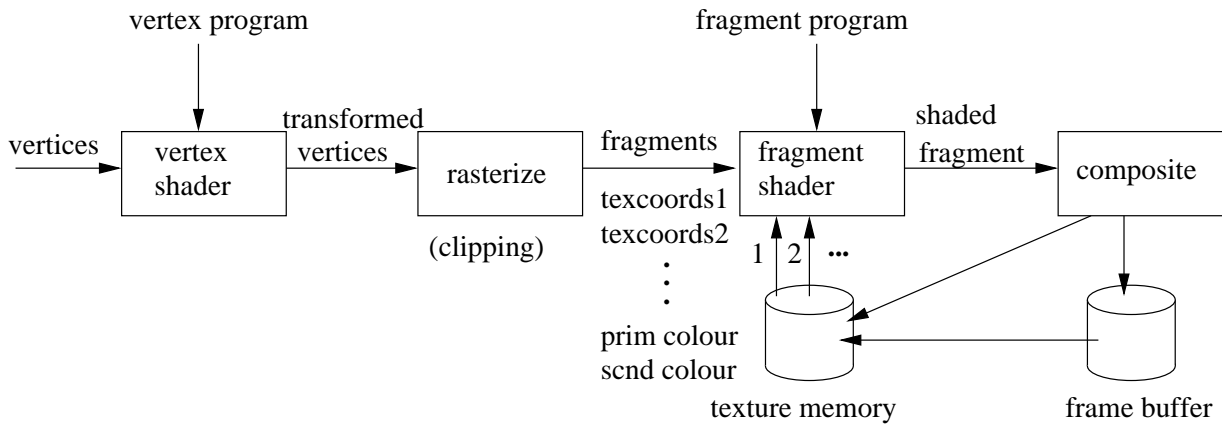 vertex program
fragment program
vertices
vertex
shader
transformed
vertices
rasterize
(clipping)
fragments
texcoords1
texcoords2
prim colour
scnd colour
fragment
shader
shaded
fragment
composite
1 2 ...
texture memory
frame buffer